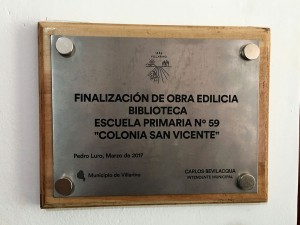 FINALIZACIÓN DE OBRA EDILICIA
BIBLIOTECA
ESCUELA PRIMARIA Nº 59
"COLONIA SAN VICENTE"
Pedro Luro, Marzo de 2017
Municipio de Villarino
CARLOS BEVILACQUA
INTENDENTE MUNICIPAL